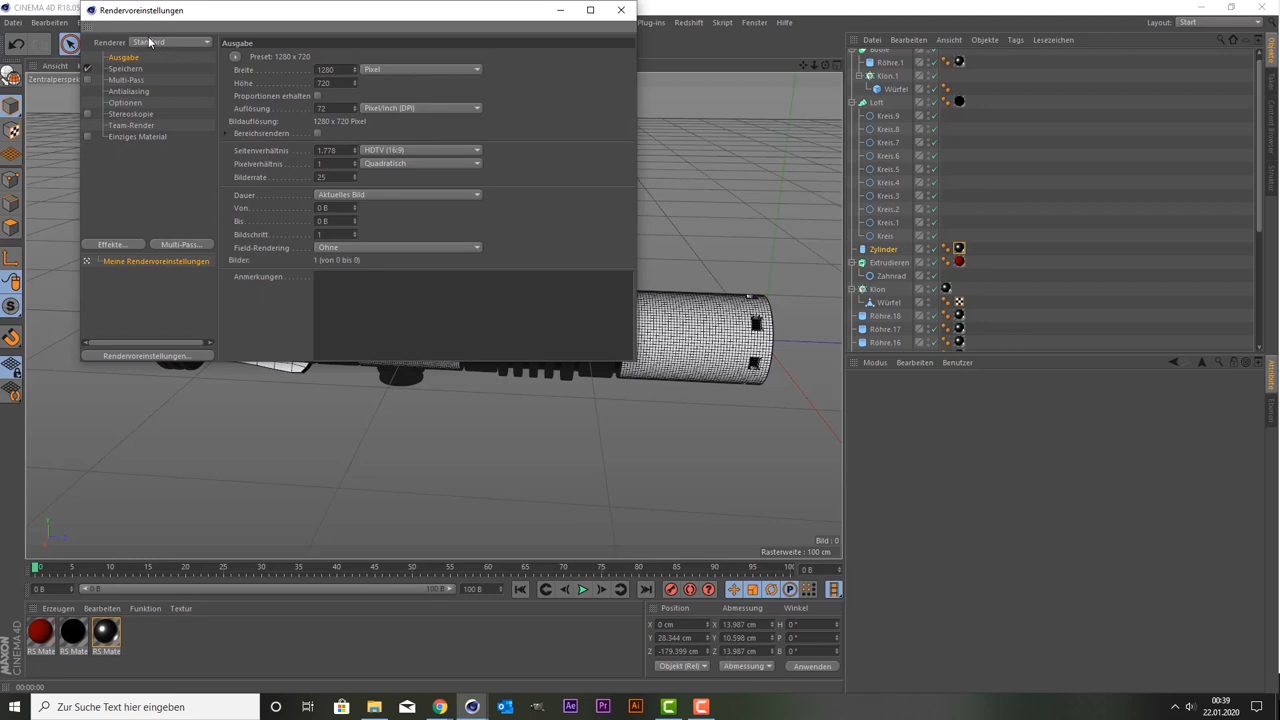 CINEMA 4D R18.05
Rendervoreinstellungen
Datei
Bearbeiten
Plug-ins
Redshift
Skript
Fenster
Hilfe
Layout:
Start
Renderer
Standard
Ausgabe
Speichern
Multi-Pass
Antialiasing
Optionen
Stereoskopie
Team-Render
Einziges Material
Effekte...
Multi-Pass...
Meine Rendervoreinstellungen
Rendervoreinstellungen...
Ausgabe
Preset: 1280 x 720
Breite 1280 Pixel
Höhe 720
Proportionen erhalten
Auflösung 72 Pixel/Inch (DPI)
Bildauflösung: 1280 x 720 Pixel
Bereichsrendern
Seitenverhältnis 1.778 HDTV (16:9)
Pixelverhältnis 1 Quadratisch
Bilderrate 25
Dauer Aktuelles Bild
Von 0 B
Bis 0 B
Bildschritt 1
Field-Rendering Ohne
Bilder: 1 (von 0 bis 0)
Anmerkungen
Ansicht
Zentralperspek
Datei Bearbeiten Ansicht Objekte Tags Lesezeichen
Röhre.1
Klon.1
Würfel
Loft
Kreis.9
Kreis.8
Kreis.7
Kreis.6
Kreis.5
Kreis.4
Kreis.3
Kreis.2
Kreis.1
Kreis
Zylinder
Extrudieren
Zahnrad
Klon
Würfel
Röhre.18
Röhre.17
Röhre.16
Modus Bearbeiten Benutzer
Objekte
Content Browser
Struktur
Attribute
Ebenen
Bild : 0
Rasterweite : 100 cm
0 5 10 15 20 25 30 35 40 45 50 55 60 65 70 75 80 85 90 95 100
0 B
0 B
0 B
100 B
100 B
Erzeugen Bearbeiten Funktion Textur
RS Mate
RS Mate
RS Mate
Position Abmessung Winkel
X 0 cm X 13.987 cm H 0 °
Y 28.344 cm Y 10.598 cm P 0 °
Z -179.399 cm Z 13.987 cm B 0 °
Objekt (Rel)
Abmessung
Anwenden
MAXON CINEMA 4D
00:00:00
Zur Suche Text hier eingeben
00:39
22.01.2020